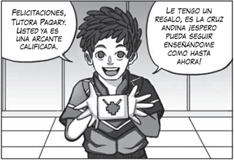 FELICITACIONES,
TUTORA PAQARY.
USTED YA ES
UNA ARCANTE
CALIFICADA.
LE TENGO UN
REGALO, ES LA CRUZ
ANDINA ¡ESPERO
PUEDA SEGUIR
ENSEÑÁNDOME
COMO HASTA
AHORA!